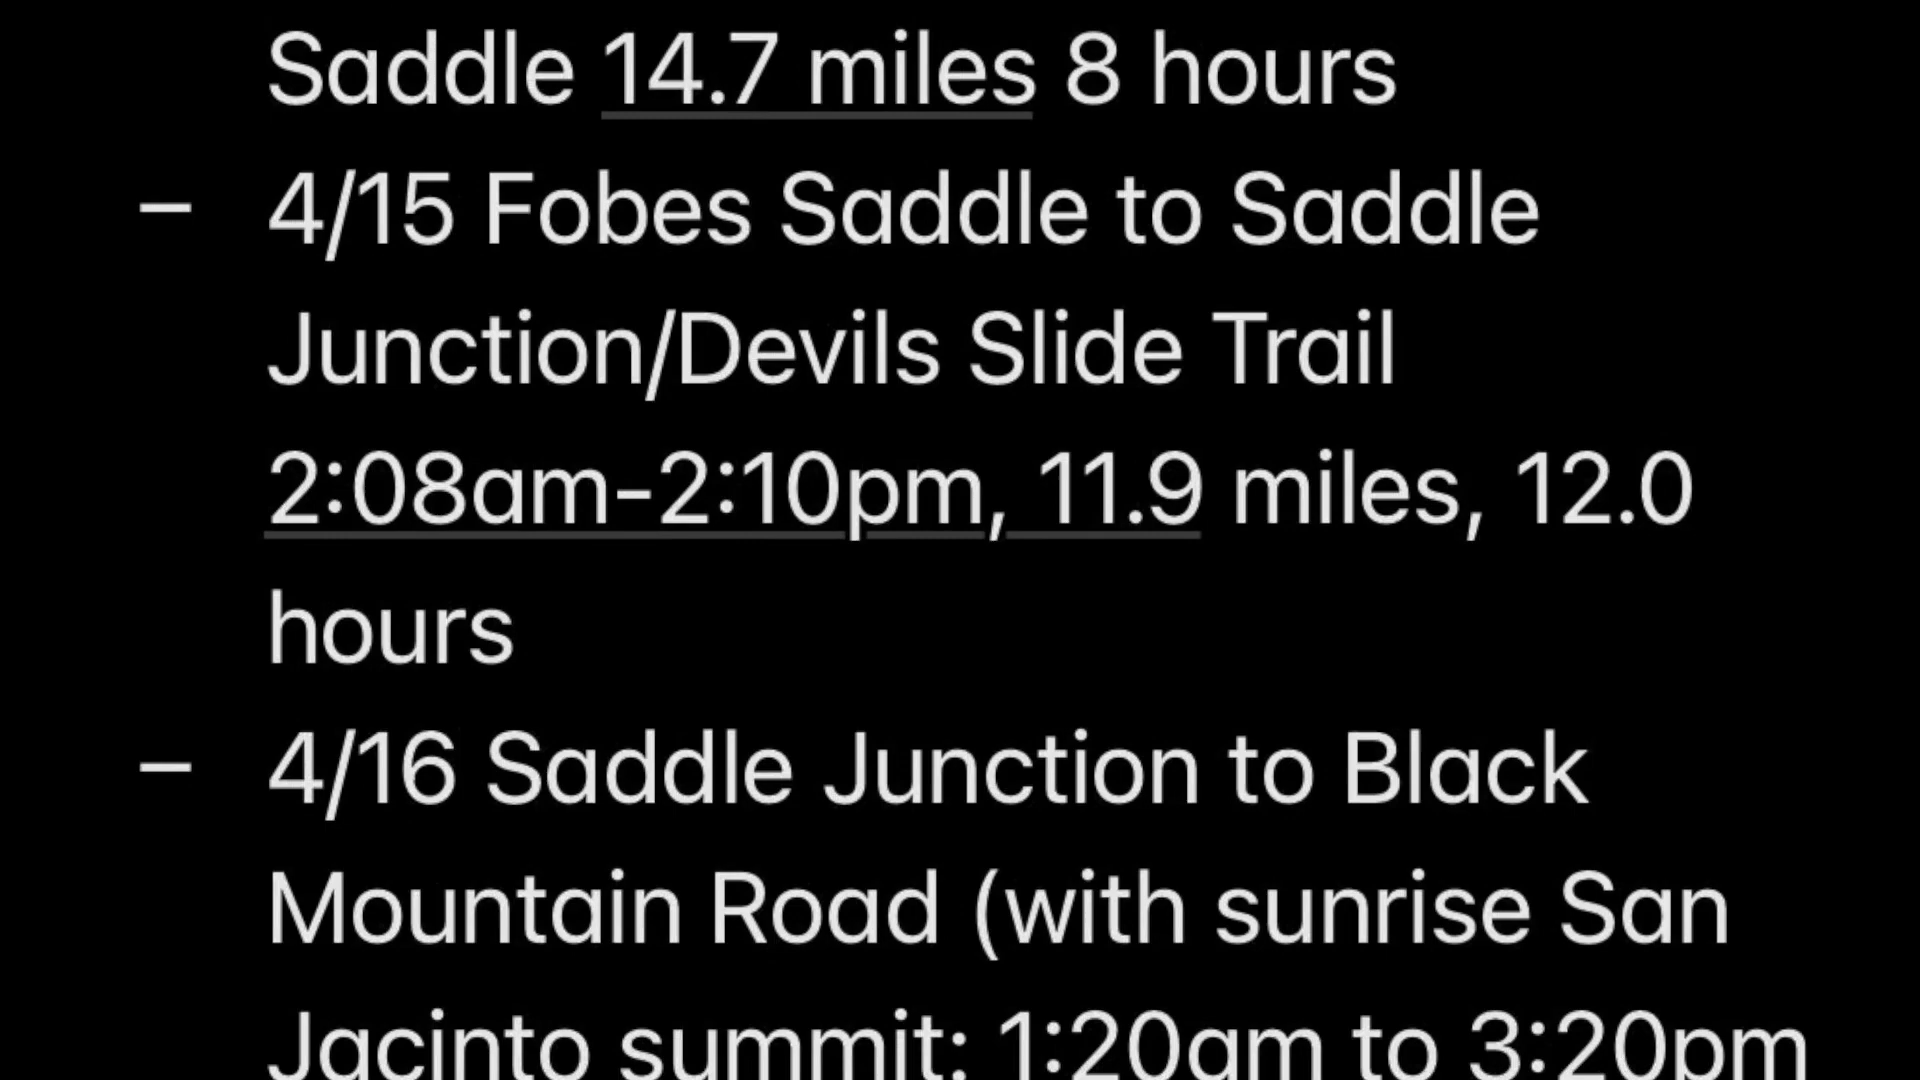 Saddle 14.7 miles 8 hours
– 4/15 Fobes Saddle to Saddle
Junction/Devils Slide Trail
2:08am-2:10pm, 11.9 miles, 12.0
hours
– 4/16 Saddle Junction to Black
Mountain Road (with sunrise San
Jacinto summit: 1:20am to 3:20pm